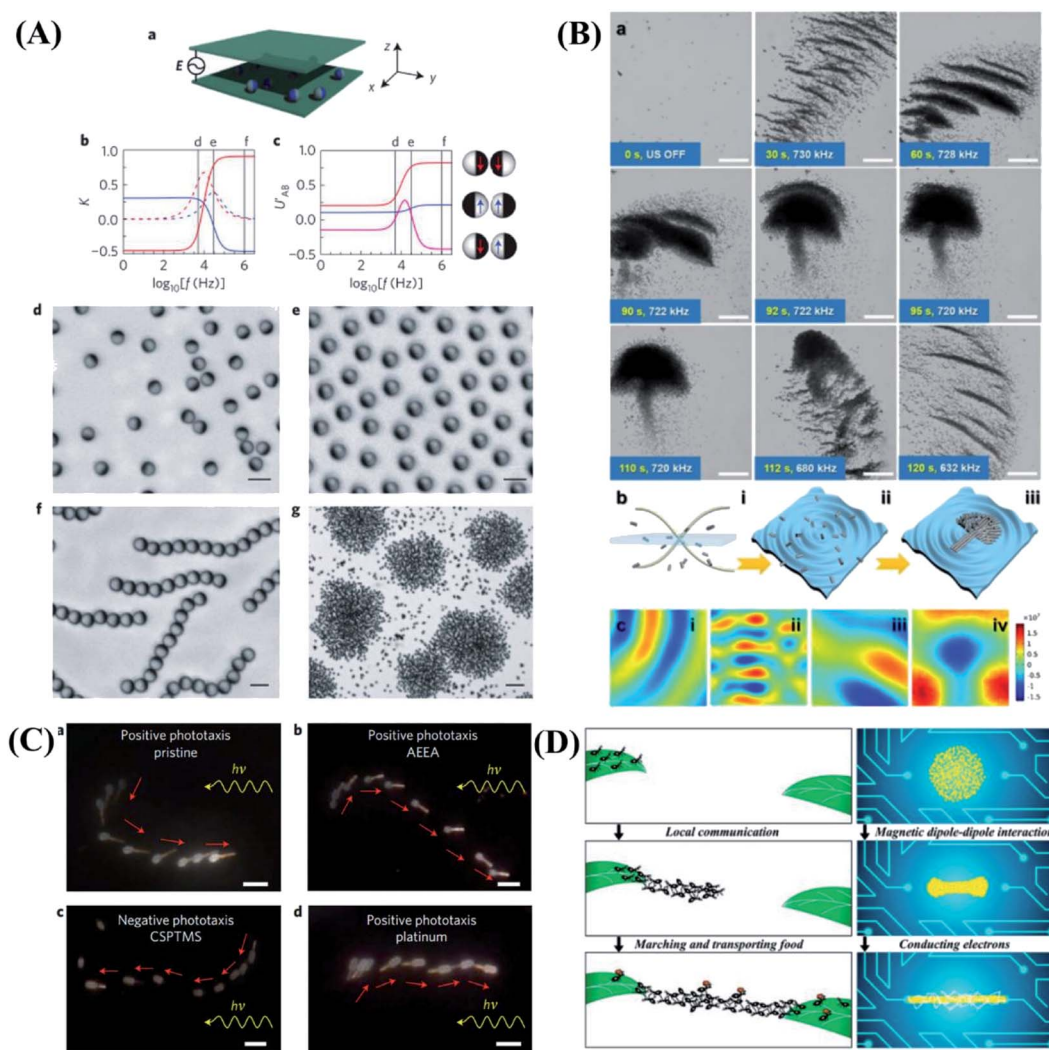 (A)
a
E
z
x
y
b
d
e
f
1.0
0.5
0.0
−0.5
K
0
2
4
6
log10[f (Hz)]
c
d
e
f
1.0
0.5
0.0
−0.5
U'AB
0
2
4
6
log10[f (Hz)]
d
e
f
g
(B)
a
0 s, US OFF
30 s, 730 kHz
60 s, 728 kHz
90 s, 722 kHz
92 s, 722 kHz
95 s, 720 kHz
110 s, 720 kHz
112 s, 680 kHz
120 s, 632 kHz
b
i
ii
iii
c
i
ii
iii
iv
1.5
1
0.5
0
-0.5
-1
-1.5
(C)
a
Positive phototaxis
pristine
hν
b
Positive phototaxis
AEEA
hν
c
Negative phototaxis
CSPTMS
hν
d
Positive phototaxis
platinum
hν
(D)
Local communication
Magnetic dipole-dipole interaction
Marching and transporting food
Conducting electrons